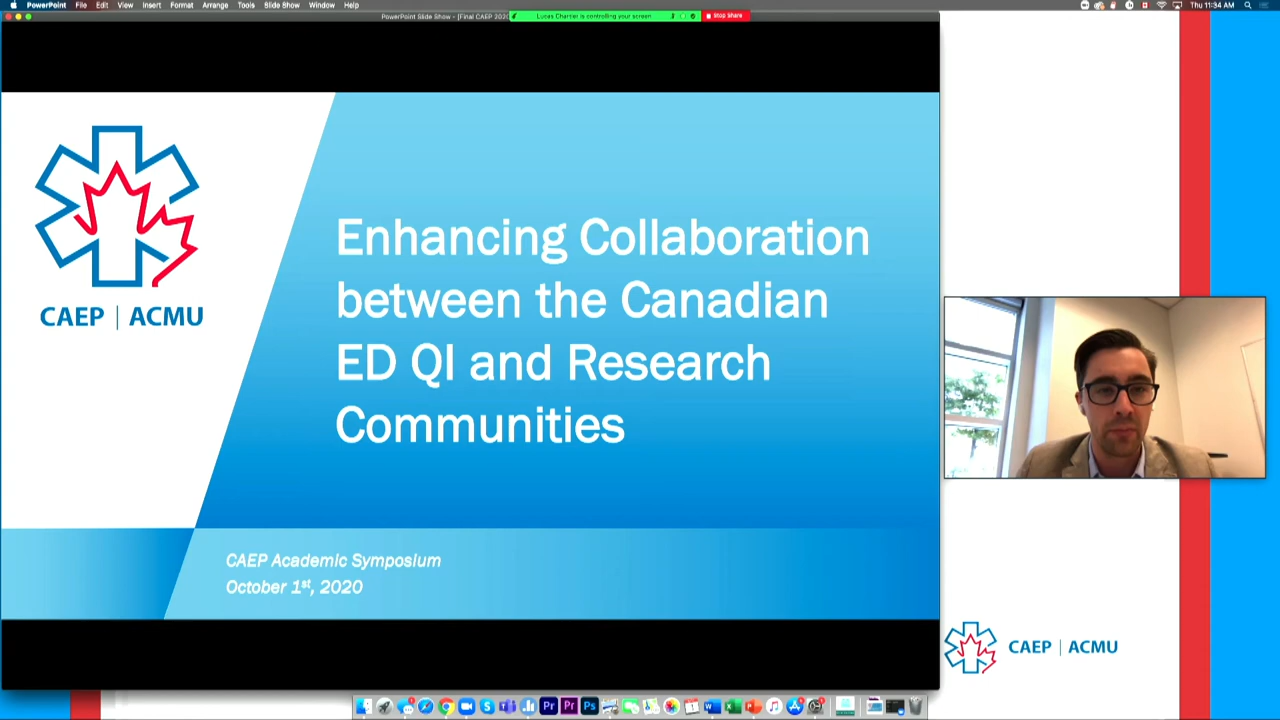 PowerPoint File Edit View Insert Format Arrange Tools Slide Show Window Help
Thu 11:34 AM
PowerPoint Slide Show - [Final CAEP 2020
Lucas Chartier is controlling your screen
Stop Share
Enhancing Collaboration
between the Canadian
ED QI and Research
Communities
CAEP | ACMU
CAEP Academic Symposium
October 1st, 2020
CAEP | ACMU